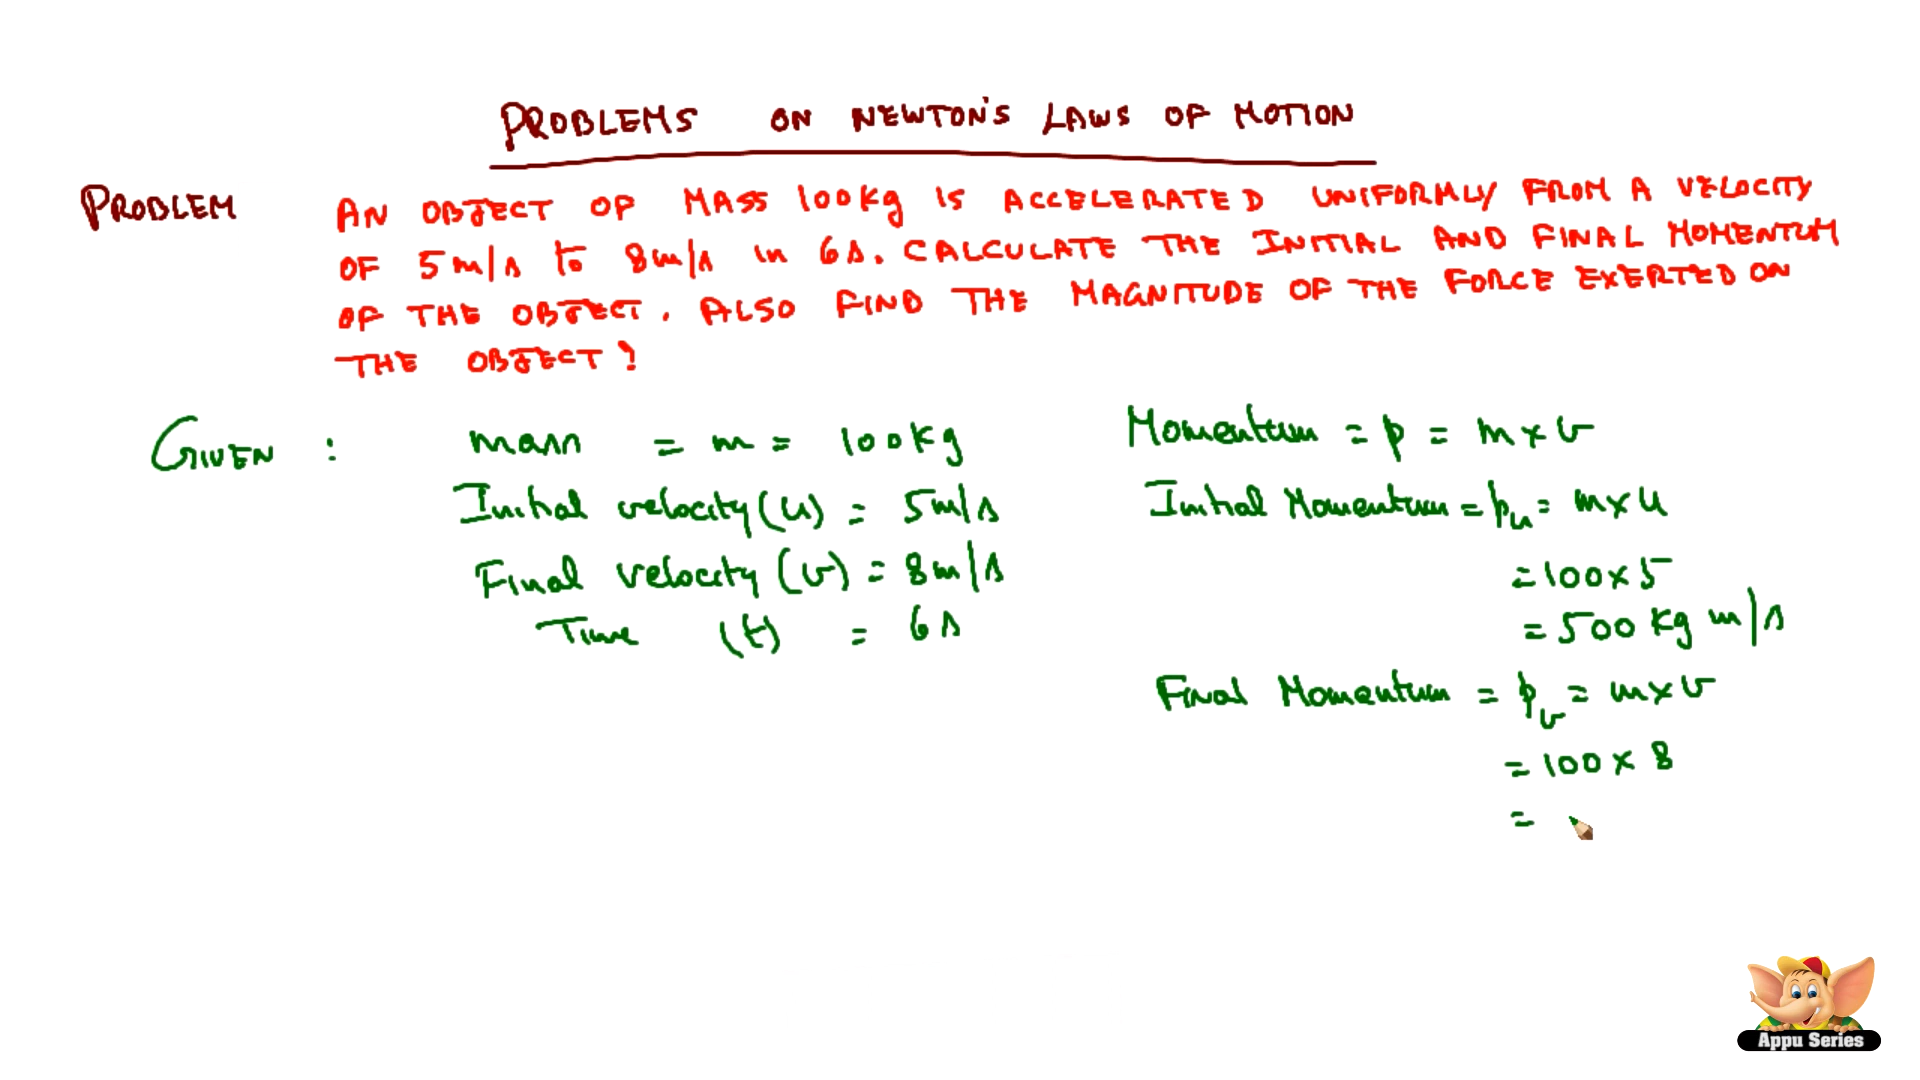 PROBLEMS ON NEWTON'S LAWS OF MOTION
PROBLEM AN OBJECT OF MASS 100kg IS ACCELERATED UNIFORMLY FROM A VELOCITY
OF 5m/s to 8m/s in 6s. CALCULATE THE INITIAL AND FINAL MOMENTUM
OF THE OBJECT. ALSO FIND THE MAGNITUDE OF THE FORCE EXERTED ON
THE OBJECT?
GIVEN : mass = m = 100kg
Initial velocity (u) = 5m/s
Final velocity (v) = 8m/s
Time (t) = 6s
Momentum = p = m×v
Initial Momentum = pᵤ = m×u
= 100×5
= 500 kg m/s
Final Momentum = pᵥ = m×v
= 100 × 8
=
Appu Series